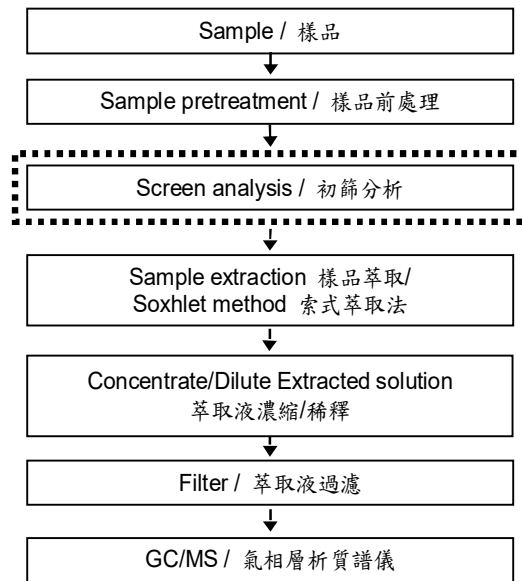 Sample / 樣品
Sample pretreatment / 樣品前處理
Screen analysis / 初篩分析
Sample extraction 樣品萃取/
Soxhlet method 索式萃取法
Concentrate/Dilute Extracted solution
萃取液濃縮/稀釋
Filter / 萃取液過濾
GC/MS / 氣相層析質譜儀